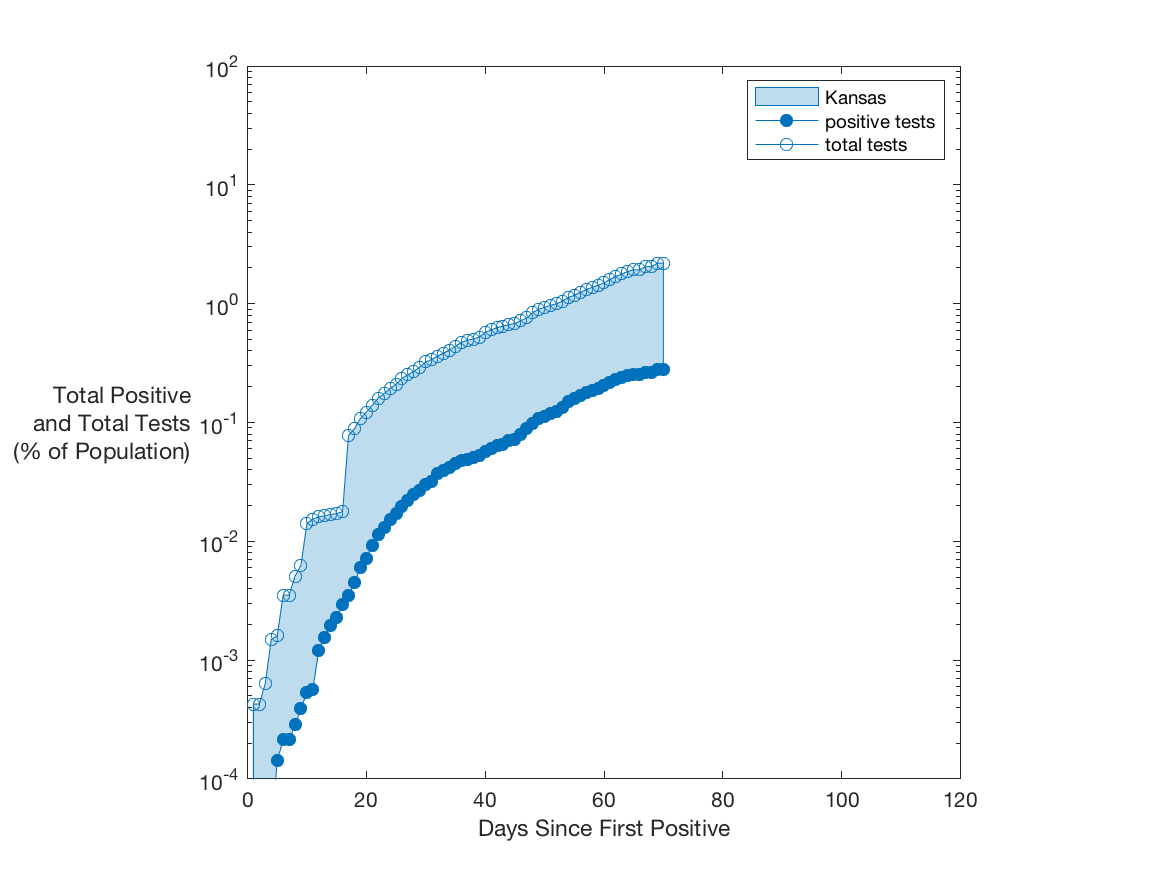 10^2
10^1
10^0
10^-1
10^-2
10^-3
10^-4
Total Positive
and Total Tests
(% of Population)
Kansas
positive tests
total tests
0 20 40 60 80 100 120
Days Since First Positive